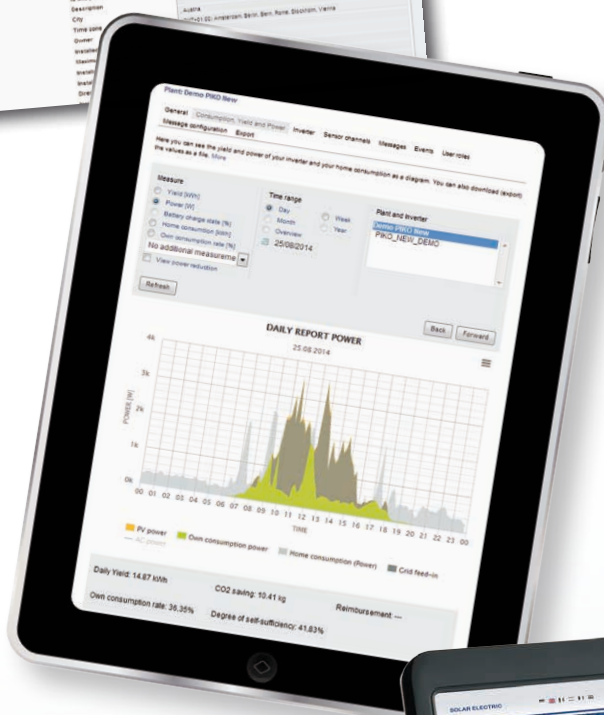 Description
City
Time zone
Owner
Austria
Amsterdam, Berlin, Bern, Rome, Stockholm, Vienna
Plant: Demo PIKO New
General Consumption, Yield and Power Inverter Sensor channels Messages Events User roles
Message configuration Export
Here you can see the yield and power of your inverter and your home consumption as a diagram. You can also download (export)
the values as a file. More
Measure
Yield [kWh]
Power [W]
Battery charge state [%]
Home consumtion [kWh]
Own consumption rate [%]
No additional measureme
View power reduction
Time range
Day Week
Month Year
Overview
25/08/2014
Plant and inverter
Demo PIKO New
PIKO_NEW_DEMO
Refresh
Back Forward
DAILY REPORT POWER
25.08.2014
POWER [W]
4k
3k
2k
1k
0k
00 01 02 03 04 05 06 07 08 09 10 11 12 13 14 15 16 17 18 19 20 21 22 23 00
TIME
PV power Own consumption power Home consumption (Power) Grid feed-in
AC power
Daily Yield: 14.87 kWh CO2 saving: 10.41 kg Reimbursement: ---
Own consumption rate: 36,35% Degree of self-sufficiency: 41,83%
SOLAR ELECTRIC